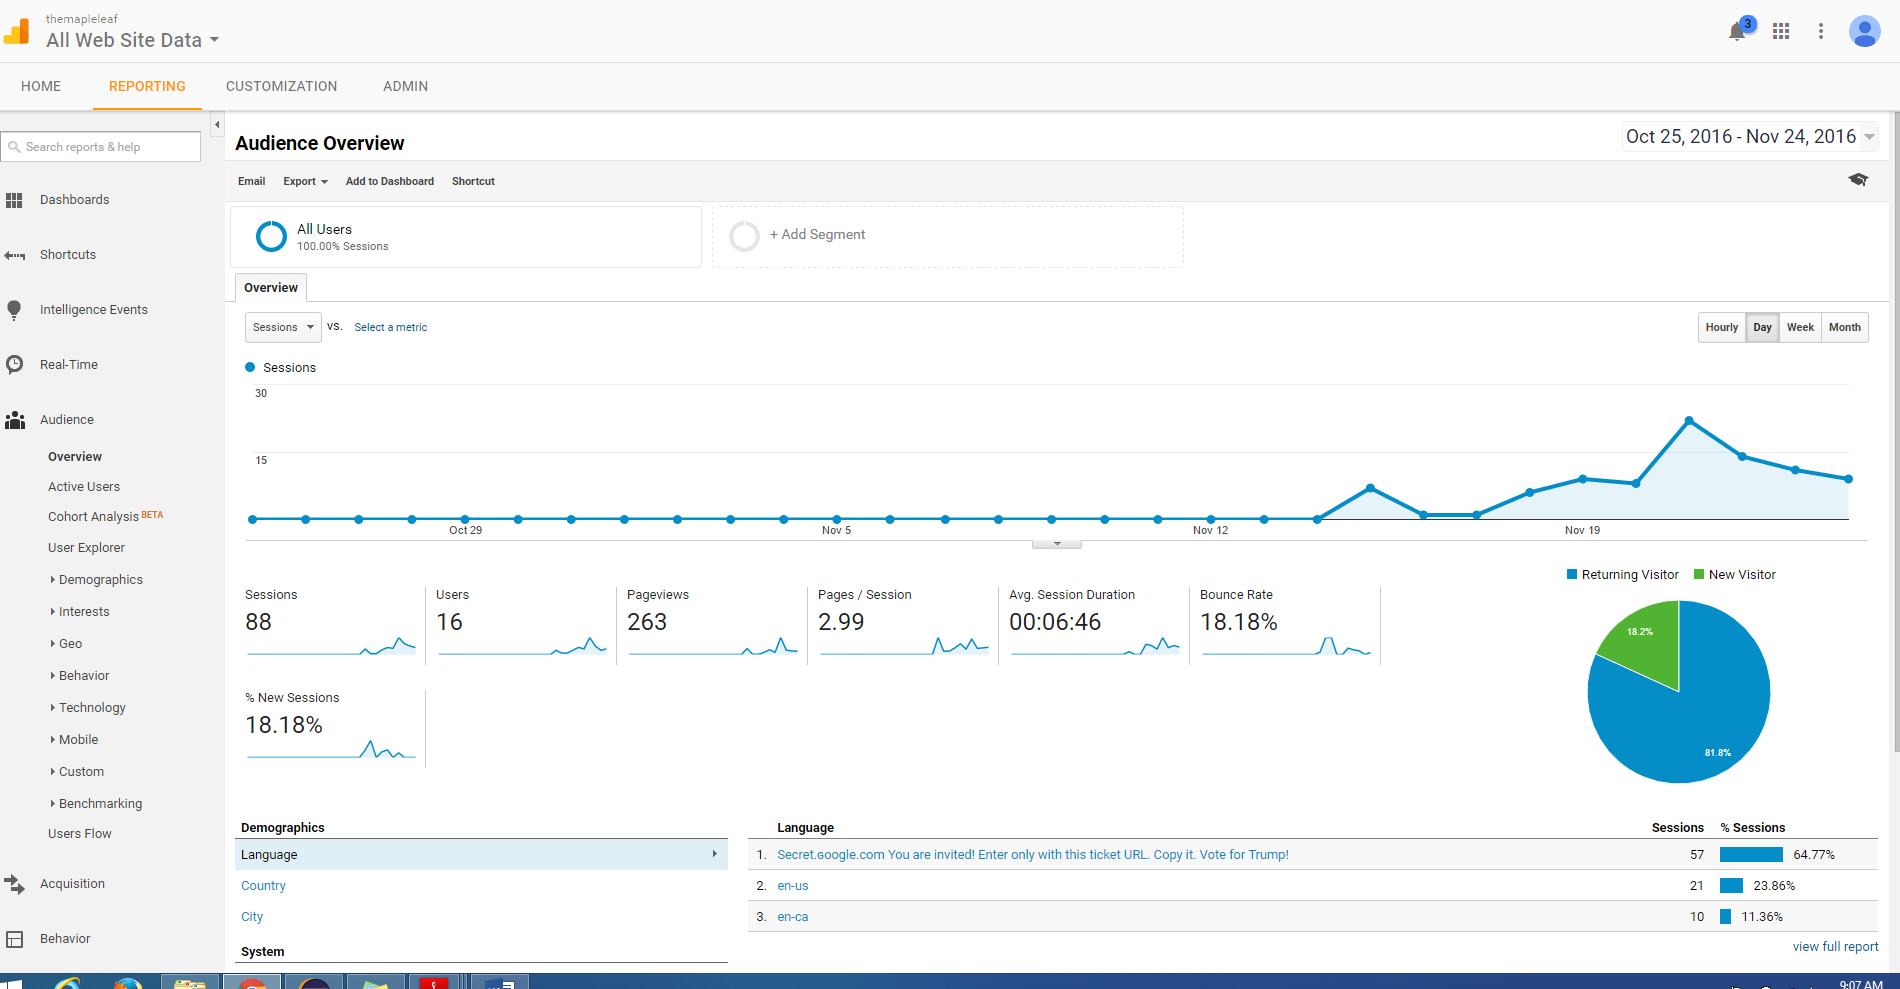 themapleleaf
All Web Site Data
3
HOME REPORTING CUSTOMIZATION ADMIN
Search reports & help
Dashboards
Shortcuts
Intelligence Events
Real-Time
Audience
Overview
Active Users
Cohort Analysis BETA
User Explorer
Demographics
Interests
Geo
Behavior
Technology
Mobile
Custom
Benchmarking
Users Flow
Acquisition
Behavior
Audience Overview
Oct 25, 2016 - Nov 24, 2016
Email Export Add to Dashboard Shortcut
All Users
100.00% Sessions
+ Add Segment
Overview
Sessions VS. Select a metric
Hourly Day Week Month
Sessions
30
15
Oct 29 Nov 5 Nov 12 Nov 19
Sessions
88
Users
16
Pageviews
263
Pages / Session
2.99
Avg. Session Duration
00:06:46
Bounce Rate
18.18%
% New Sessions
18.18%
Returning Visitor New Visitor
18.2%
81.8%
Demographics
Language
Country
City
System
Language Sessions % Sessions
1. Secret.ɢoogle.com You are invited! Enter only with this ticket URL. Copy it. Vote for Trump! 57 64.77%
2. en-us 21 23.86%
3. en-ca 10 11.36%
view full report
9:07 AM